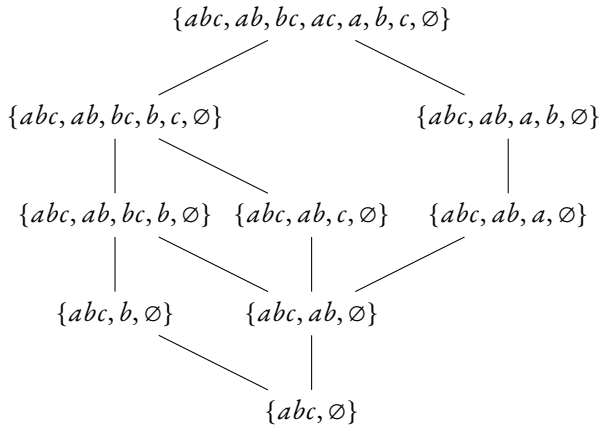 {abc, ab, bc, ac, a, b, c, ∅}
{abc, ab, bc, b, c, ∅} {abc, ab, a, b, ∅}
{abc, ab, bc, b, ∅} {abc, ab, c, ∅} {abc, ab, a, ∅}
{abc, b, ∅} {abc, ab, ∅}
{abc, ∅}